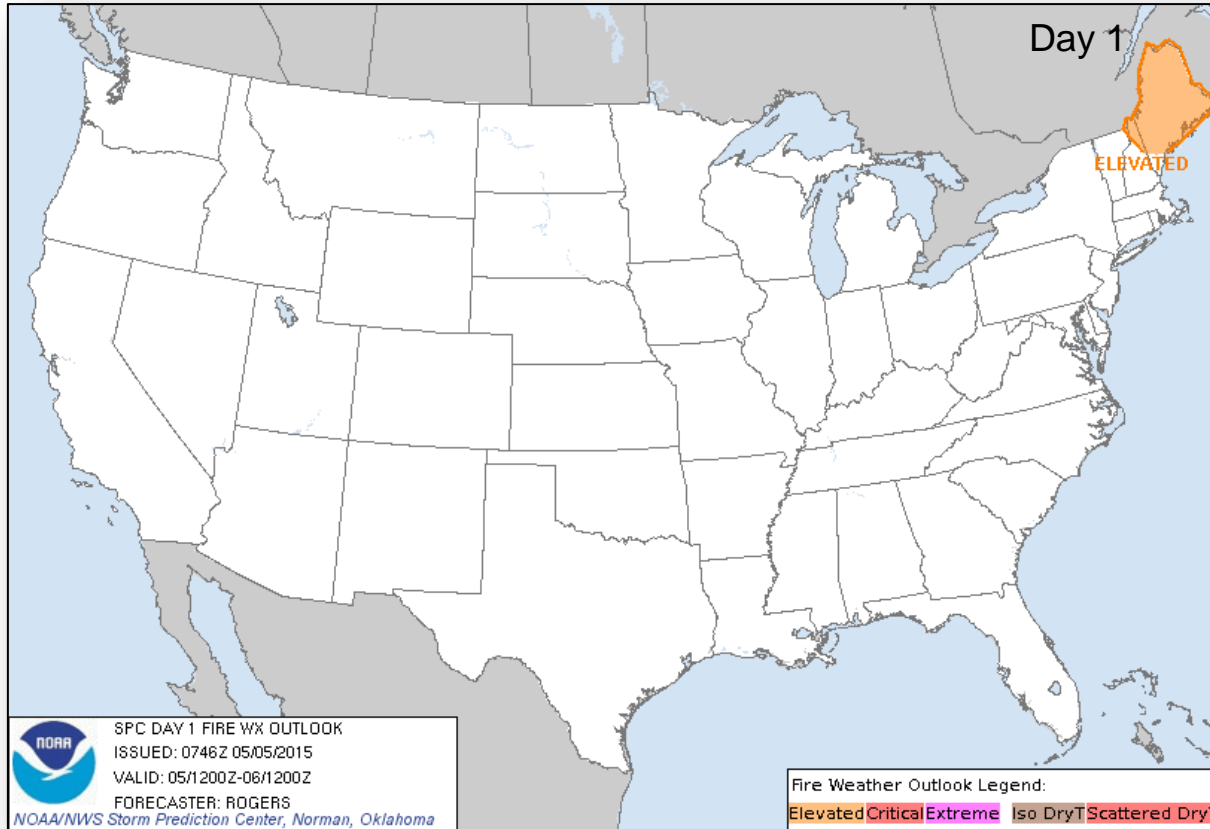 Day 1
ELEVATED
NOAA
SPC DAY 1 FIRE WX OUTLOOK
ISSUED: 0746Z 05/05/2015
VALID: 05/1200Z-06/1200Z
FORECASTER: ROGERS
NOAA/NWS Storm Prediction Center, Norman, Oklahoma
Fire Weather Outlook Legend:
Elevated Critical Extreme Iso DryT Scattered DryT